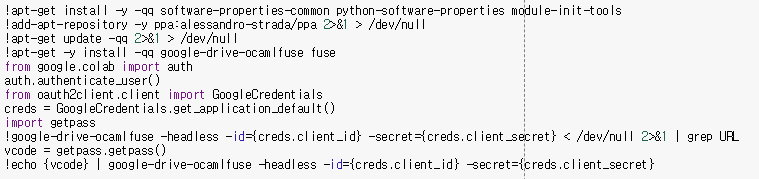 !apt-get install -y -qq software-properties-common python-software-properties module-init-tools
!add-apt-repository -y ppa:alessandro-strada/ppa 2>&1 > /dev/null
!apt-get update -qq 2>&1 > /dev/null
!apt-get -y install -qq google-drive-ocamlfuse fuse
from google.colab import auth
auth.authenticate_user()
from oauth2client.client import GoogleCredentials
creds = GoogleCredentials.get_application_default()
import getpass
!google-drive-ocamlfuse -headless -id={creds.client_id} -secret={creds.client_secret} < /dev/null 2>&1 | grep URL
vcode = getpass.getpass()
!echo {vcode} | google-drive-ocamlfuse -headless -id={creds.client_id} -secret={creds.client_secret}